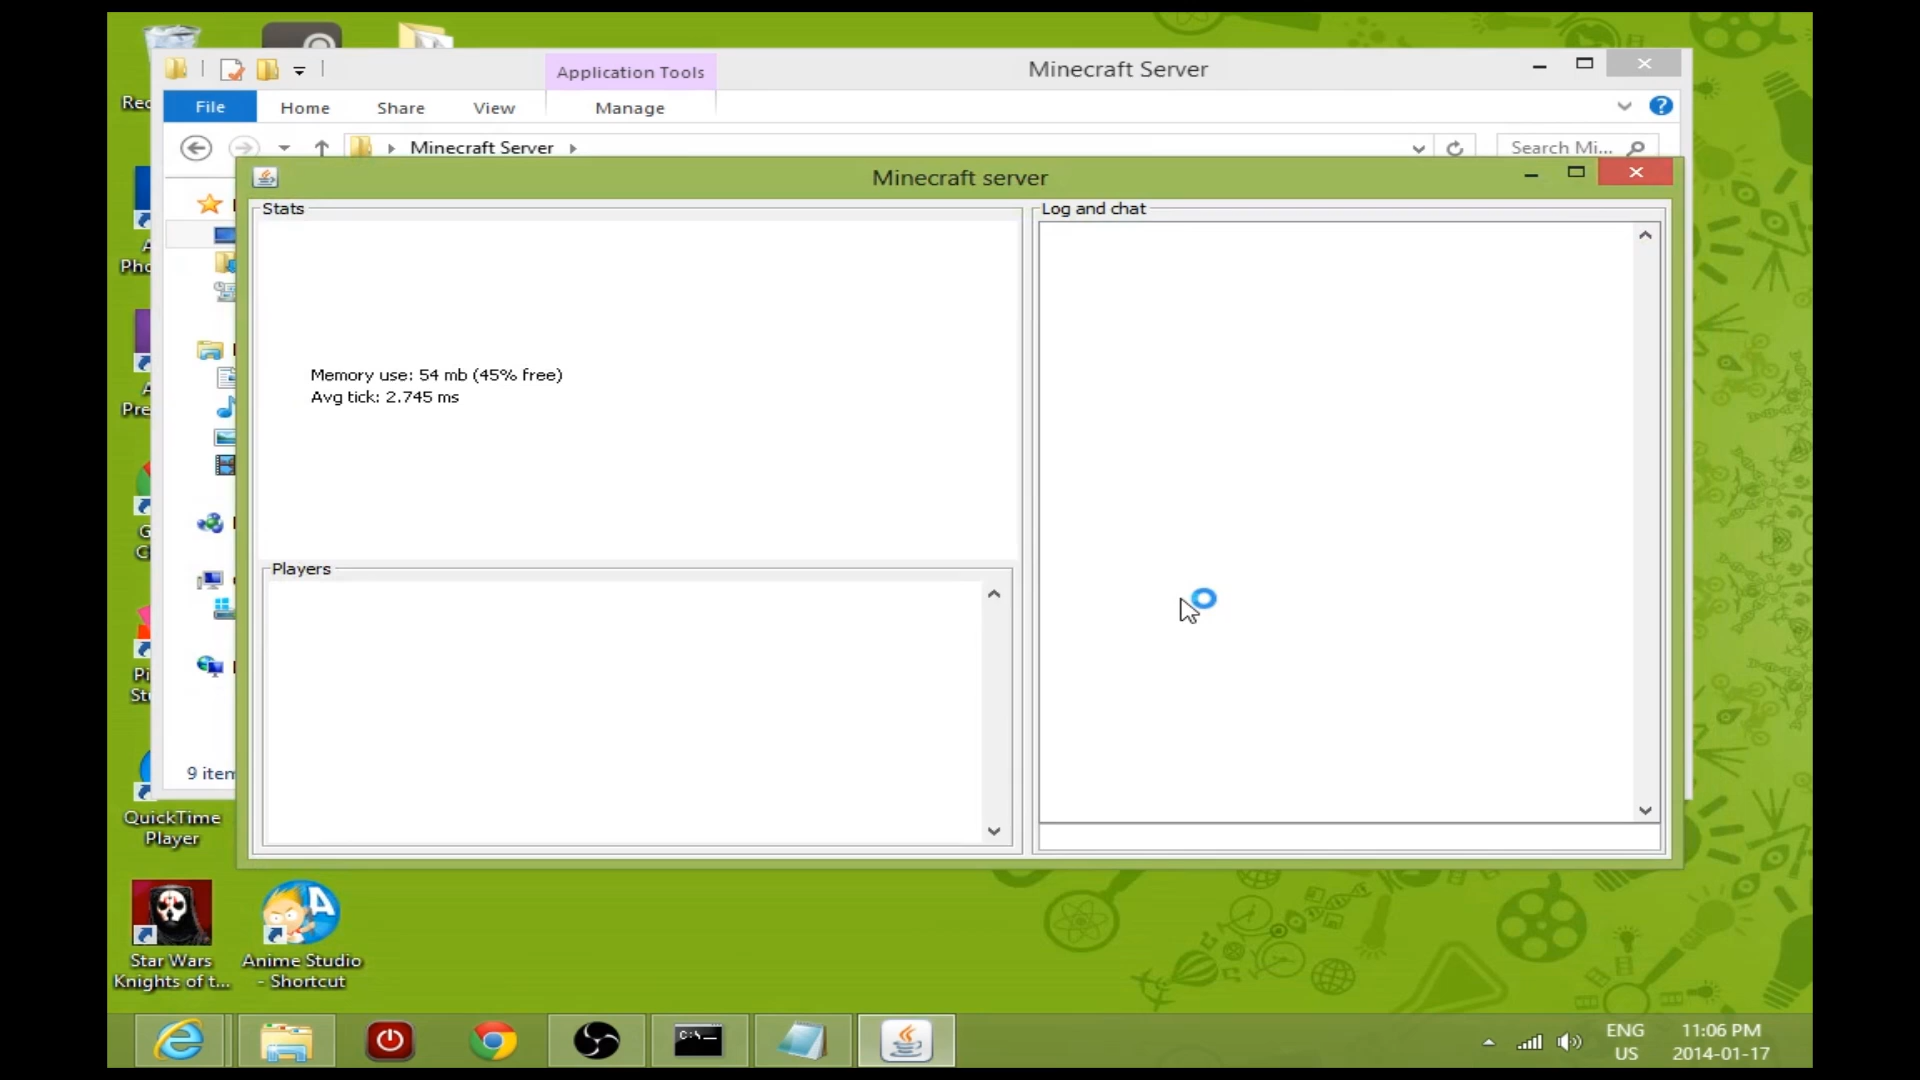 Application Tools
Minecraft Server
File
Home
Share
View
Manage
Minecraft Server
Search Mi...
Minecraft server
Stats
Log and chat
Memory use: 54 mb (45% free)
Avg tick: 2.745 ms
Players
9 item
QuickTime
Player
Star Wars
Knights of t...
Anime Studio
- Shortcut
C:\
ENG
US
11:06 PM
2014-01-17